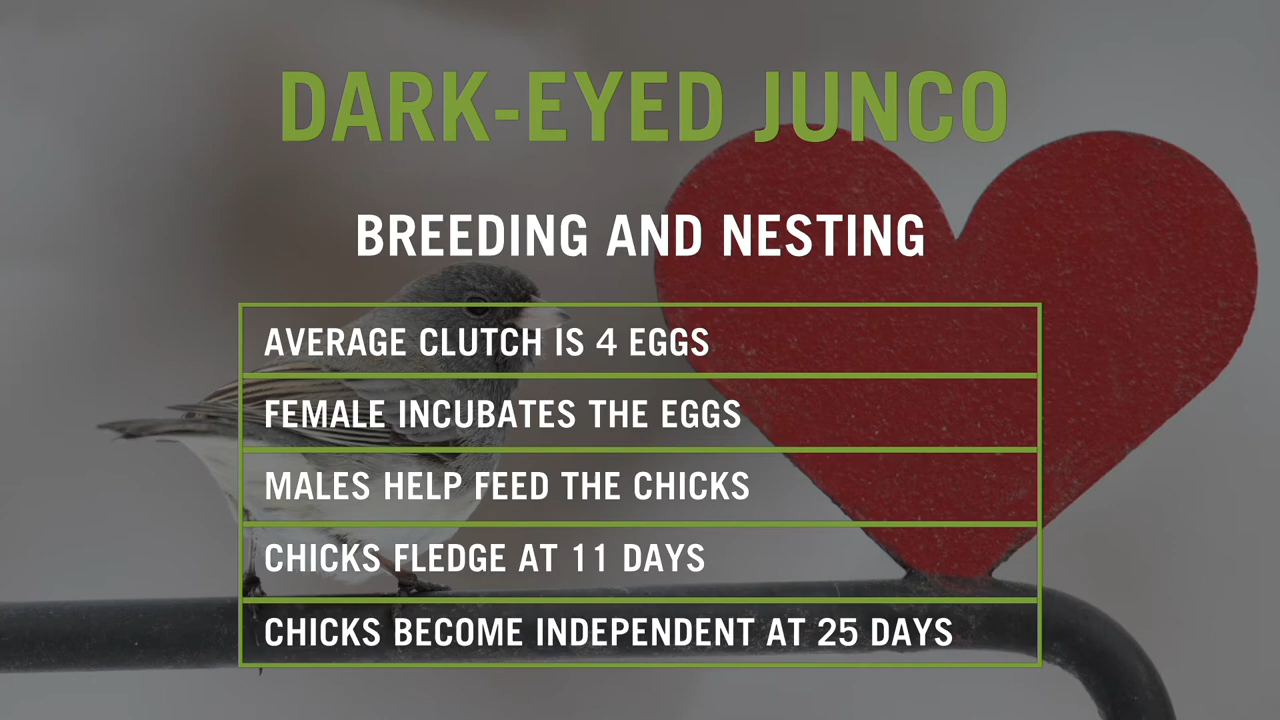 DARK-EYED JUNCO
BREEDING AND NESTING
AVERAGE CLUTCH IS 4 EGGS
FEMALE INCUBATES THE EGGS
MALES HELP FEED THE CHICKS
CHICKS FLEDGE AT 11 DAYS
CHICKS BECOME INDEPENDENT AT 25 DAYS